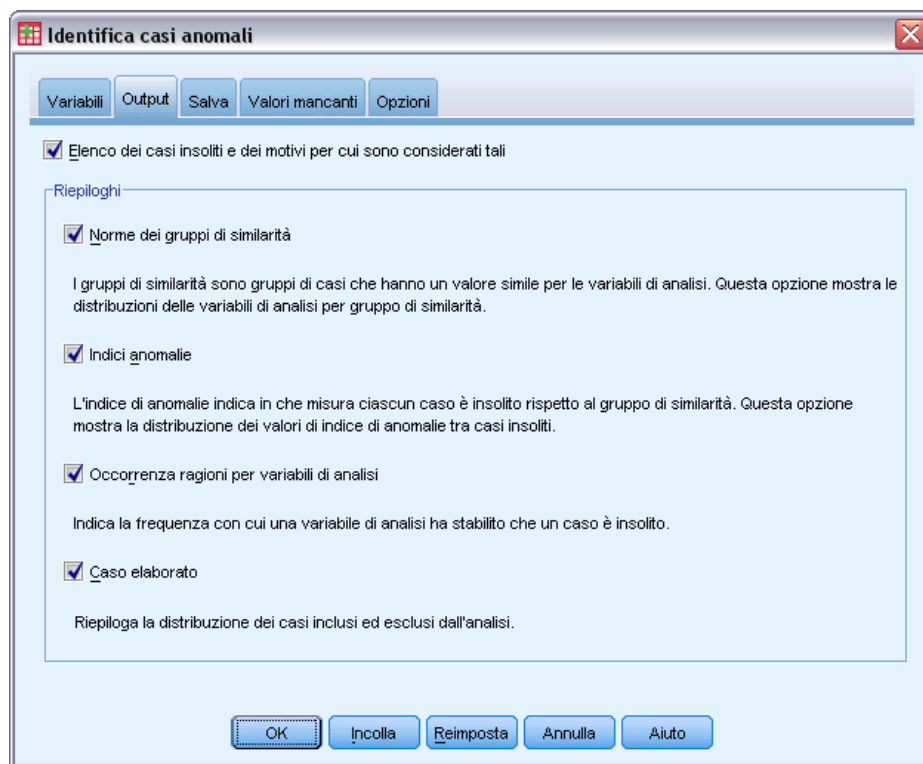 Identifica casi anomali
Variabili Output Salva Valori mancanti Opzioni
Elenco dei casi insoliti e dei motivi per cui sono considerati tali
Riepiloghi
Norme dei gruppi di similarità
I gruppi di similarità sono gruppi di casi che hanno un valore simile per le variabili di analisi. Questa opzione mostra le
distribuzioni delle variabili di analisi per gruppo di similarità.
Indici anomalie
L'indice di anomalie indica in che misura ciascun caso è insolito rispetto al gruppo di similarità. Questa opzione
mostra la distribuzione dei valori di indice di anomalie tra casi insoliti.
Occorrenza ragioni per variabili di analisi
Indica la frequenza con cui una variabile di analisi ha stabilito che un caso è insolito.
Caso elaborato
Riepiloga la distribuzione dei casi inclusi ed esclusi dall'analisi.
OK Incolla Reimposta Annulla Aiuto